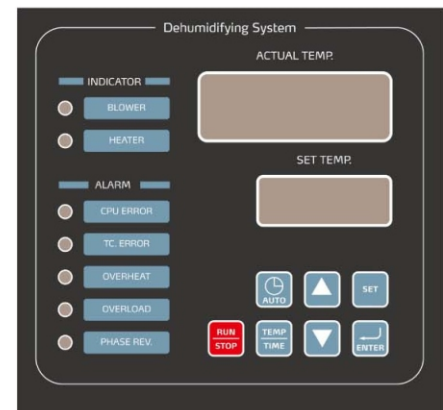 Dehumidifying System
ACTUAL TEMP.
INDICATOR
BLOWER
HEATER
SET TEMP.
ALARM
CPU ERROR
TC. ERROR
OVERHEAT
OVERLOAD
PHASE REV.
AUTO
SET
RUN
STOP
TEMP
TIME
ENTER